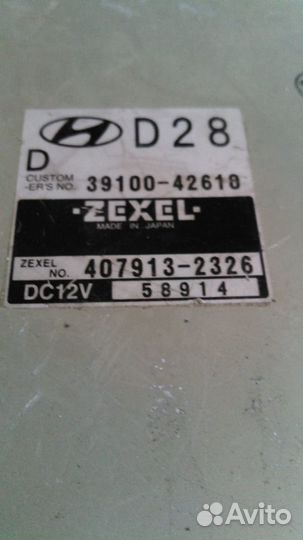 D28
D
CUSTOM
-ER'S NO. 39100-42610
·ZEXEL·
MADE IN JAPAN
ZEXEL
NO. 407913-2326
DC12V 58914
Avito